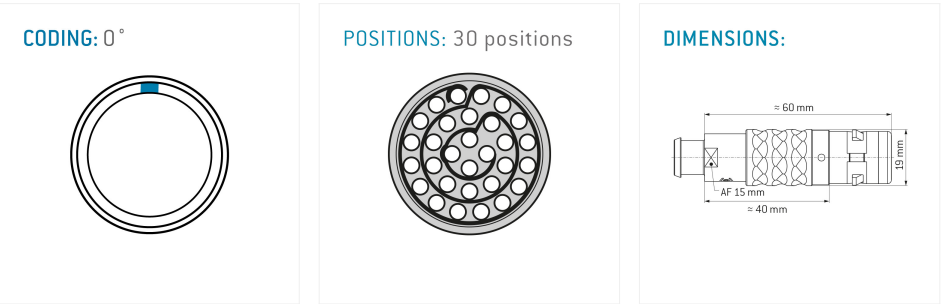 CODING: 0°
POSITIONS: 30 positions
DIMENSIONS:
≈ 60 mm
19 mm
AF 15 mm
≈ 40 mm